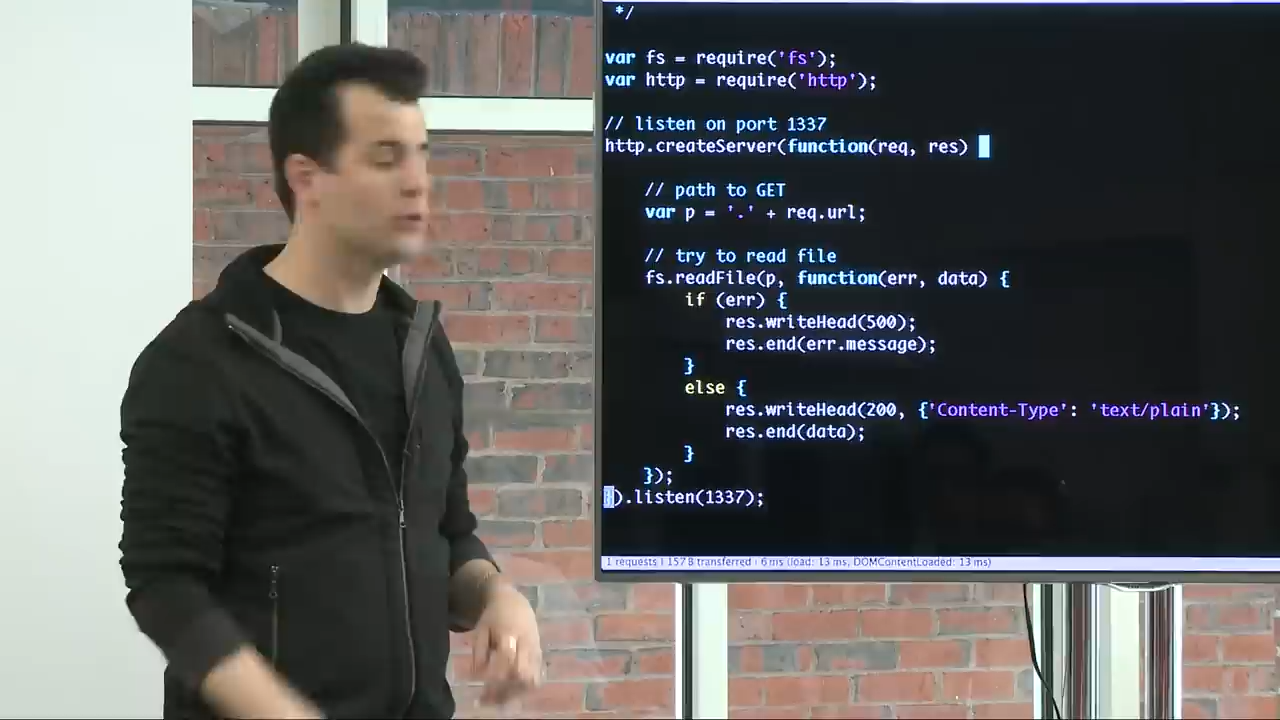 */
var fs = require('fs');
var http = require('http');
// listen on port 1337
http.createServer(function(req, res) {
// path to GET
var p = '.' + req.url;
// try to read file
fs.readFile(p, function(err, data) {
if (err) {
res.writeHead(500);
res.end(err.message);
}
else {
res.writeHead(200, {'Content-Type': 'text/plain'});
res.end(data);
}
});
}).listen(1337);
1 requests | 157 B transferred | 6 ms (load: 13 ms, DOMContentLoaded: 13 ms)